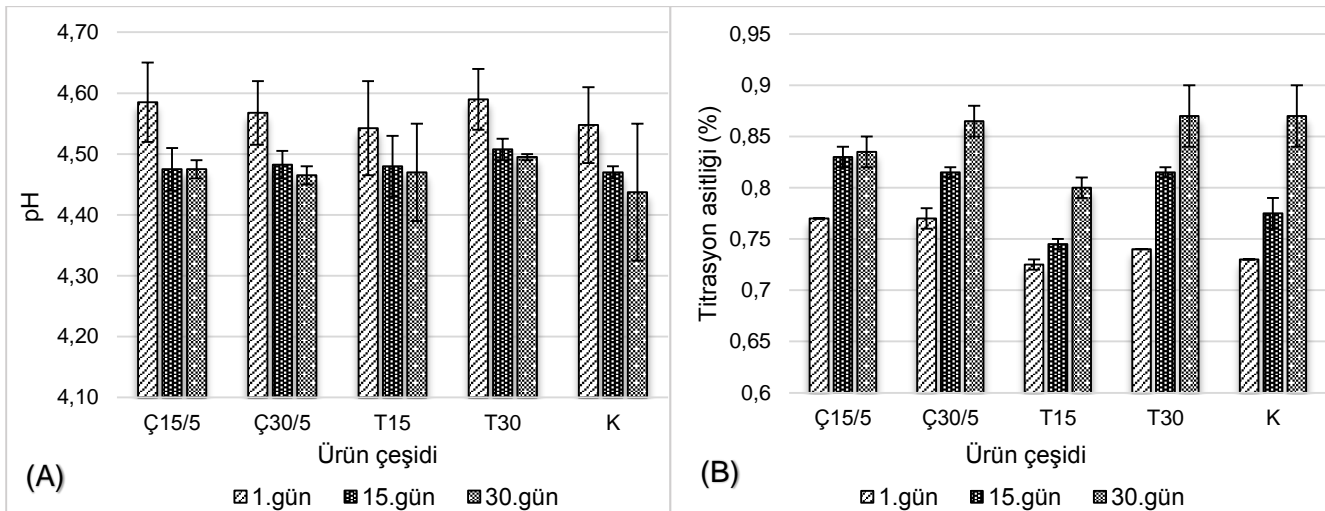 4,70
4,60
4,50
4,40
4,30
4,20
4,10
pH
Ç15/5 Ç30/5 T15 T30 K
Ürün çeşidi
(A)
1.gün 15.gün 30.gün
0,95
0,9
0,85
0,8
0,75
0,7
0,65
0,6
Titrasyon asitliği (%)
Ç15/5 Ç30/5 T15 T30 K
Ürün çeşidi
(B)
1.gün 15.gün 30.gün